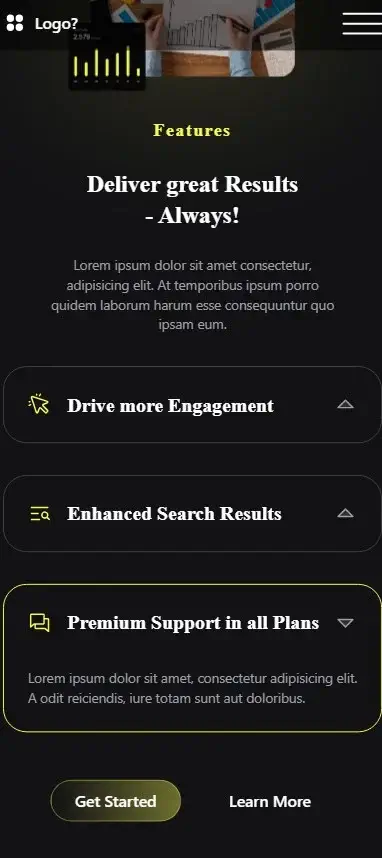 Logo?
2,579
Features
Deliver great Results
- Always!
Lorem ipsum dolor sit amet consectetur,
adipisicing elit. At temporibus ipsum porro
quidem laborum harum esse consequuntur quo
ipsam eum.
Drive more Engagement
Enhanced Search Results
Premium Support in all Plans
Lorem ipsum dolor sit amet, consectetur adipisicing elit.
A odit reiciendis, iure totam sunt aut doloribus.
Get Started
Learn More